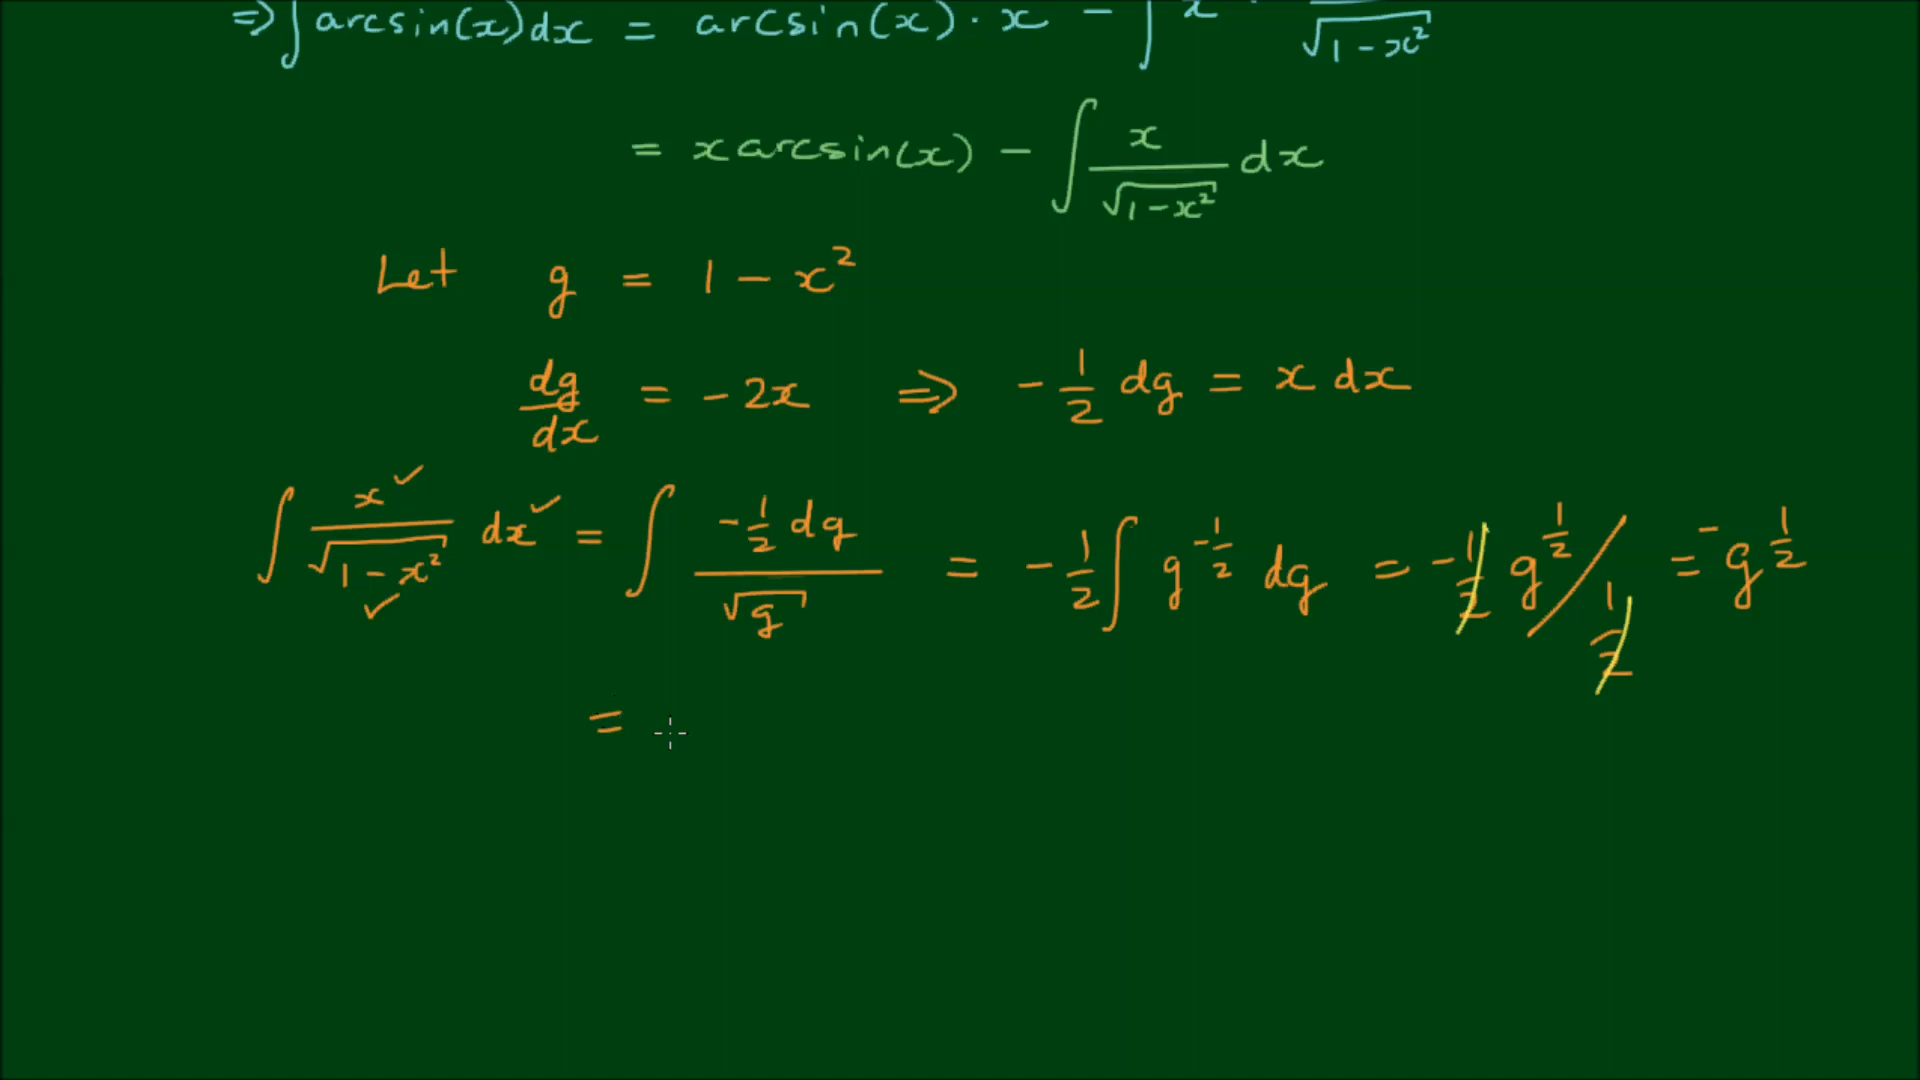 ⇒ ∫ arcsin(x) dx = arcsin(x) · x − ∫ x · / √(1 − x²)
= x arcsin(x) − ∫ x / √(1 − x²) dx
Let g = 1 − x²
dg/dx = −2x ⇒ −1/2 dg = x dx
∫ x✓ / √(1 − x²)✓ dx✓ = ∫ (−1/2 dg) / √g = −1/2 ∫ g^(−1/2) dg = −1/2 g^(1/2) / (1/2) = −g^(1/2)
=